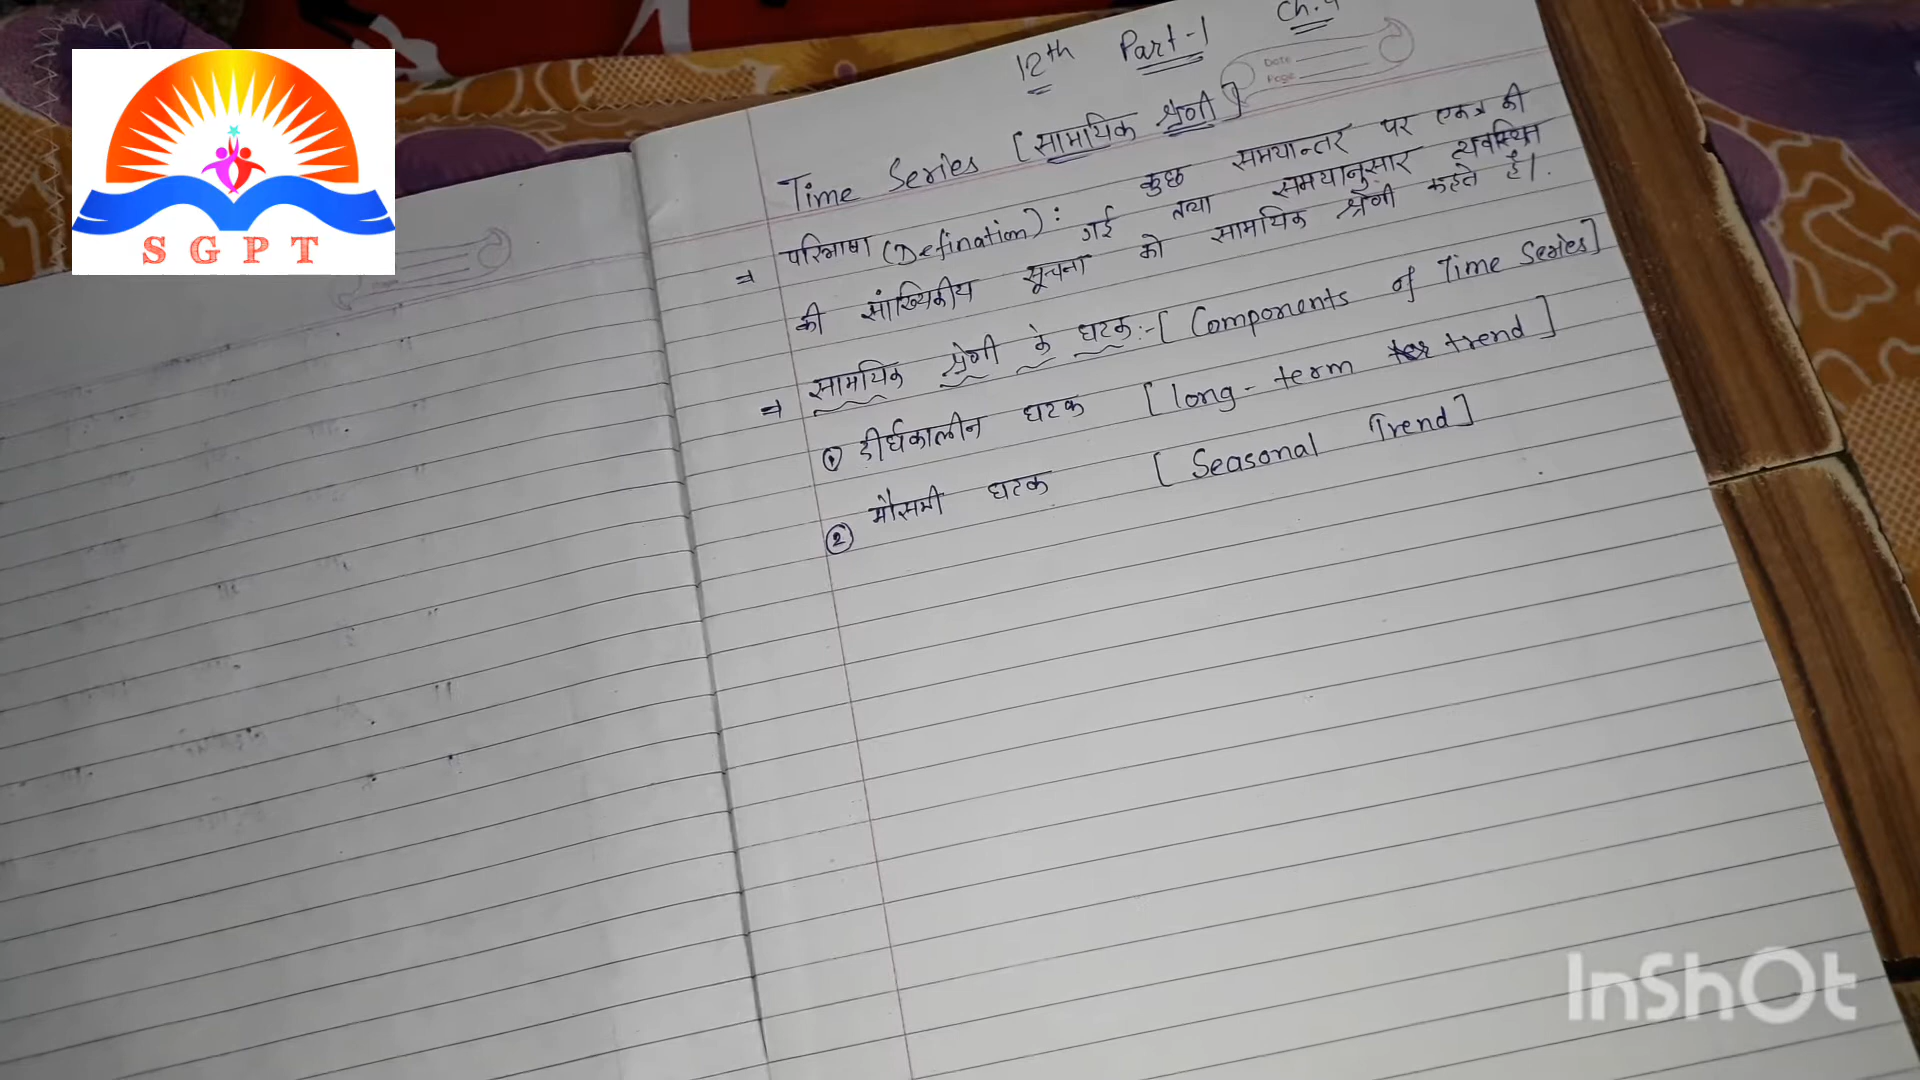 SGPT
12th Part-1 Ch.4
Date
Page
Time Series [सामयिक श्रेणी]
⇒ परिभाषा (Defination): कुछ समयान्तर पर एकत्र की
गई तथा समयानुसार व्यवस्थित
की सांख्यिकीय सूचना को सामयिक श्रेणी कहते हैं।
⇒ सामयिक श्रेणी के घटक:- [Components of Time Series]
① दीर्घकालीन घटक [long-term trend]
② मौसमी घटक [Seasonal Trend]
InShOt